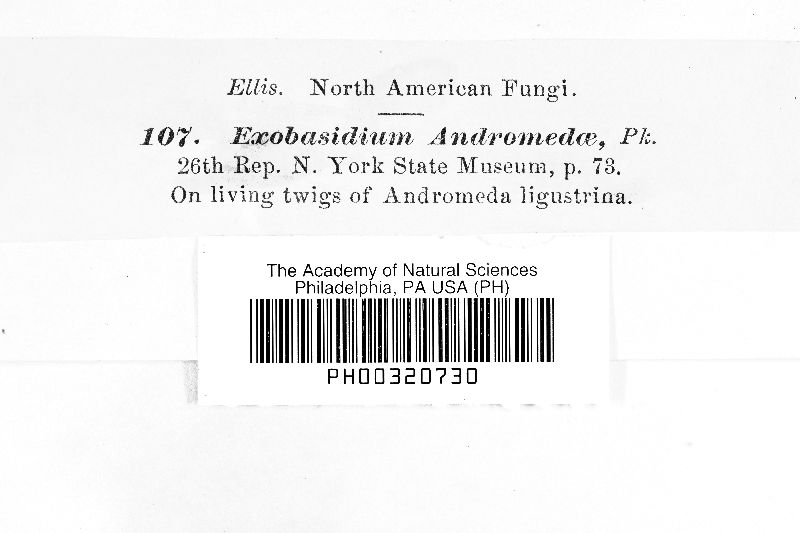 Ellis. North American Fungi.
107. Exobasidium Andromedæ, Pk.
26th Rep. N. York State Museum, p. 73.
On living twigs of Andromeda ligustrina.
The Academy of Natural Sciences
Philadelphia, PA USA (PH)
PH00320730